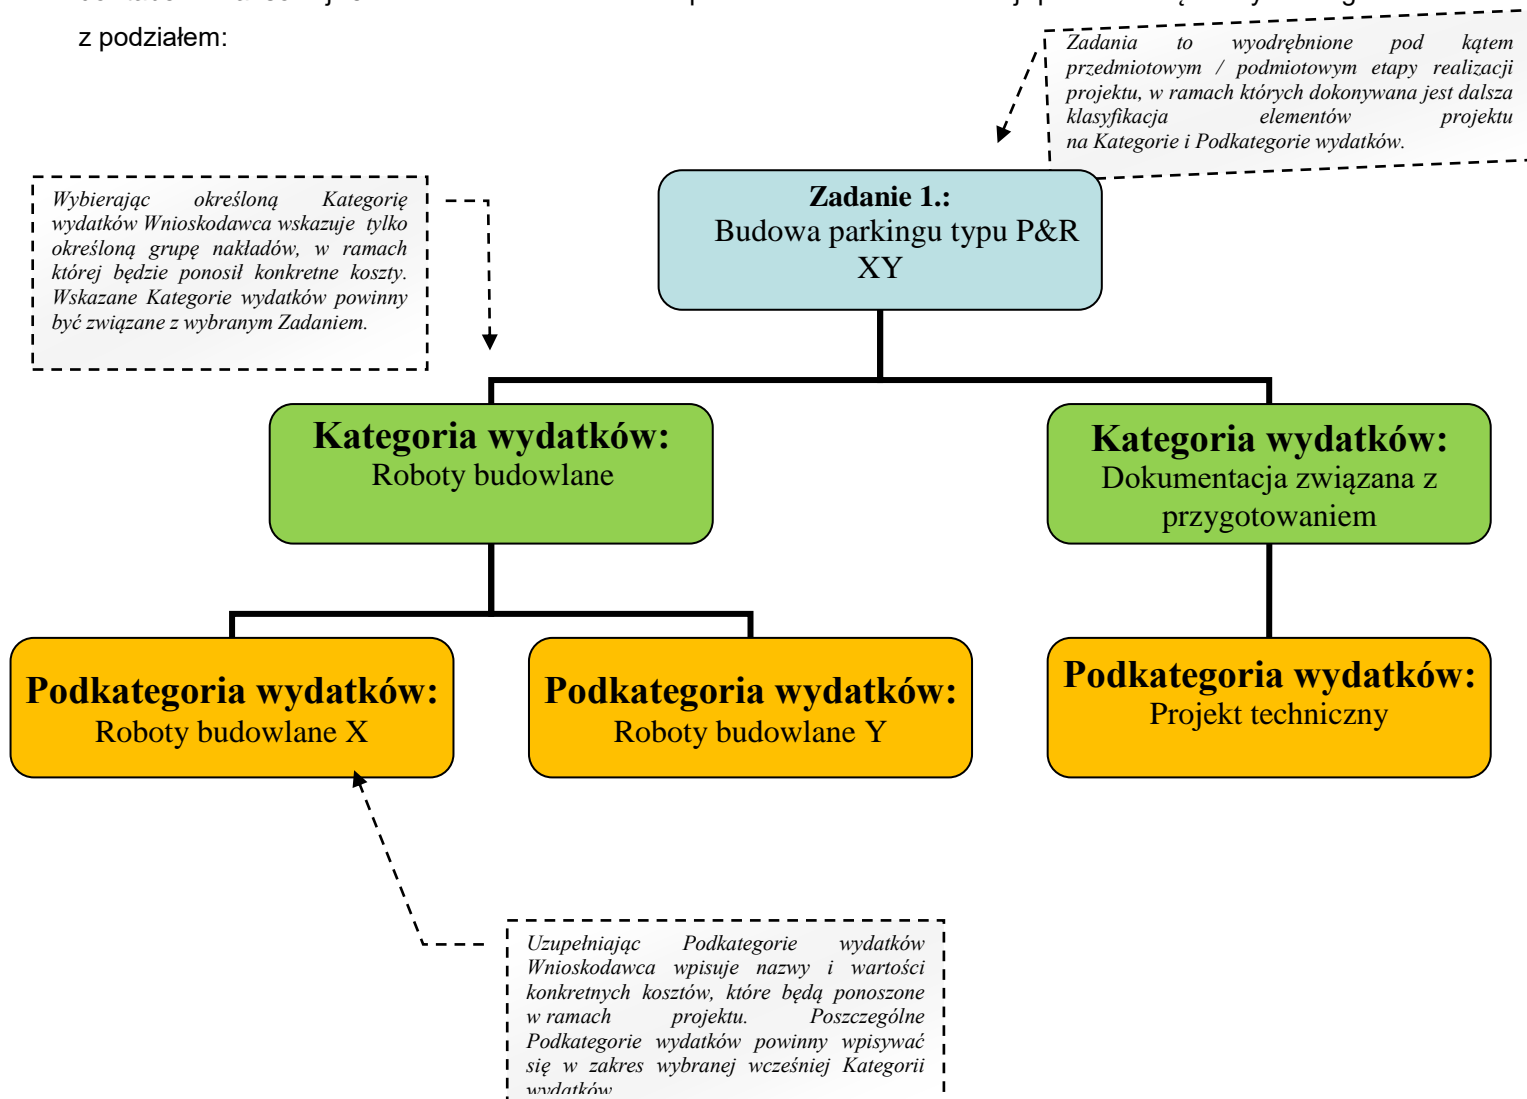 z podziałem:
Zadania to wyodrębnione pod kątem
przedmiotowym / podmiotowym etapy realizacji
projektu, w ramach których dokonywana jest dalsza
klasyfikacja elementów projektu
na Kategorie i Podkategorie wydatków.
Wybierając określoną Kategorię
wydatków Wnioskodawca wskazuje tylko
określoną grupę nakładów, w ramach
której będzie ponosił konkretne koszty.
Wskazane Kategorie wydatków powinny
być związane z wybranym Zadaniem.
Zadanie 1.:
Budowa parkingu typu P&R
XY
Kategoria wydatków:
Roboty budowlane
Kategoria wydatków:
Dokumentacja związana z
przygotowaniem
Podkategoria wydatków:
Roboty budowlane X
Podkategoria wydatków:
Roboty budowlane Y
Podkategoria wydatków:
Projekt techniczny
Uzupełniając Podkategorie wydatków
Wnioskodawca wpisuje nazwy i wartości
konkretnych kosztów, które będą ponoszone
w ramach projektu. Poszczególne
Podkategorie wydatków powinny wpisywać
się w zakres wybranej wcześniej Kategorii
wydatków